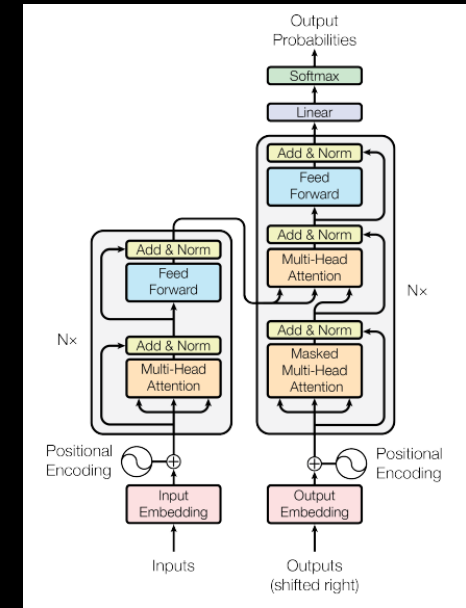 Output
Probabilities
Softmax
Linear
Add & Norm
Feed
Forward
Add & Norm
Multi-Head
Attention
Nx
Add & Norm
Masked
Multi-Head
Attention
Add & Norm
Feed
Forward
Nx
Add & Norm
Multi-Head
Attention
Positional
Encoding
Positional
Encoding
Input
Embedding
Output
Embedding
Inputs
Outputs
(shifted right)